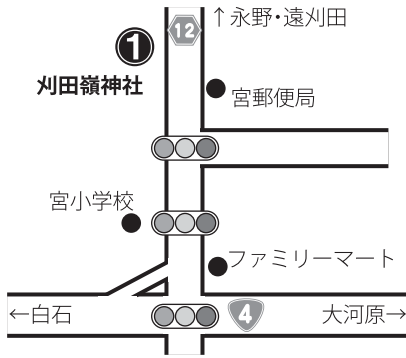 ↑永野・遠刈田
12
1
刈田嶺神社
宮郵便局
宮小学校
ファミリーマート
←白石
4
大河原→